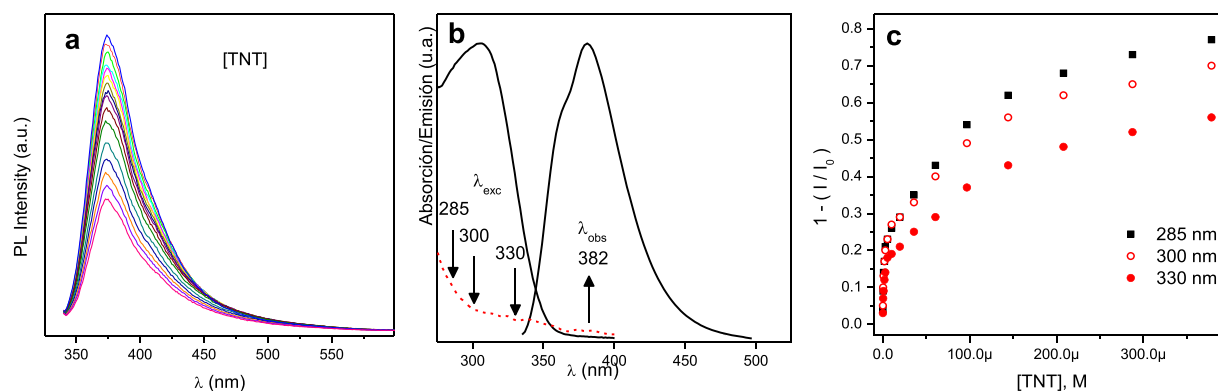 a
[TNT]
PL Intensity (a.u.)
350 400 450 500 550
λ (nm)
b
Absorción/Emisión (u.a.)
λexc
285
300
330
λobs
382
300 350 400 450 500
λ (nm)
c
1 - ( I / I0 )
0.8
0.7
0.6
0.5
0.4
0.3
0.2
0.1
0.0
285 nm
300 nm
330 nm
0.0 100.0µ 200.0µ 300.0µ
[TNT], M